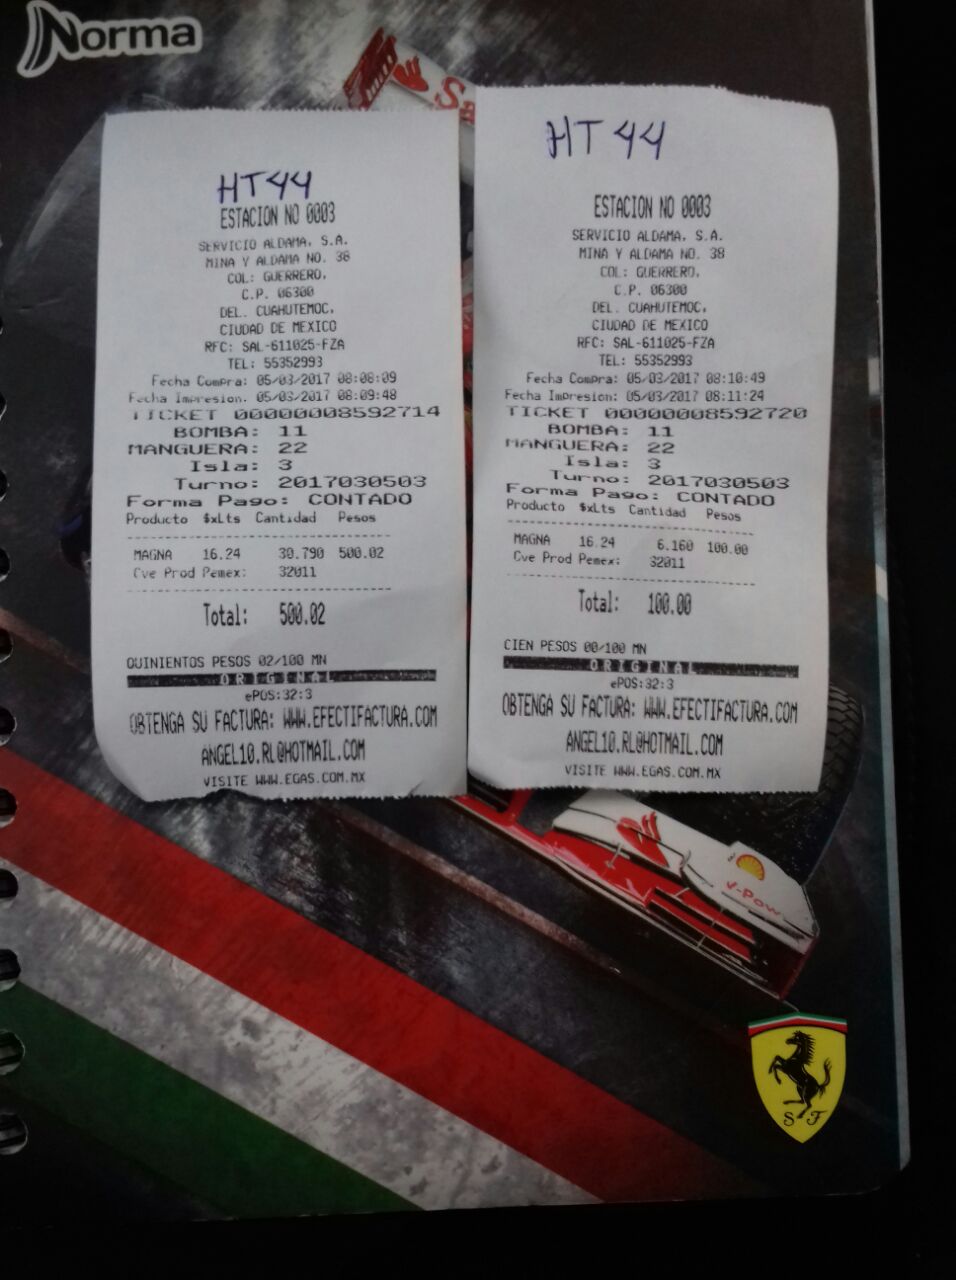 Norma
HT44
ESTACION NO 0003
SERVICIO ALDAMA, S.A.
MINA Y ALDAMA NO. 38
COL: GUERRERO,
C.P. 06300
DEL. CUAHUTEMOC,
CIUDAD DE MEXICO
RFC: SAL-611025-FZA
TEL: 55352993
Fecha Compra: 05/03/2017 08:08:09
Fecha Impresion. 05/03/2017 08:09:48
TICKET 00000008592714
BOMBA: 11
MANGUERA: 22
Isla: 3
Turno: 2017030503
Forma Pago: CONTADO
Producto $xLts Cantidad Pesos
MAGNA 16.24 30.790 500.02
Cve Prod Pemex: 32011
Total: 500.02
QUINIENTOS PESOS 02/100 MN
ORIGINAL
ePOS:32:3
OBTENGA SU FACTURA: WWW.EFECTIFACTURA.COM
ANGEL10.RL@HOTMAIL.COM
VISITE WWW.EGAS.COM.MX
HT 44
ESTACION NO 0003
SERVICIO ALDAMA, S.A.
MINA Y ALDAMA NO. 38
COL: GUERRERO,
C.P. 06300
DEL. CUAHUTEMOC,
CIUDAD DE MEXICO
RFC: SAL-611025-FZA
TEL: 55352993
Fecha Compra: 05/03/2017 08:10:49
Fecha Impresion: 05/03/2017 08:11:24
TICKET 00000008592720
BOMBA: 11
MANGUERA: 22
Isla: 3
Turno: 2017030503
Forma Pago: CONTADO
Producto $xLts Cantidad Pesos
MAGNA 16.24 6.160 100.00
Cve Prod Pemex: 32011
Total: 100.00
CIEN PESOS 00/100 MN
ORIGINAL
ePOS:32:3
OBTENGA SU FACTURA: WWW.EFECTIFACTURA.COM
ANGEL10.RL@HOTMAIL.COM
VISITE WWW.EGAS.COM.MX
Sa
V-Pow
S F